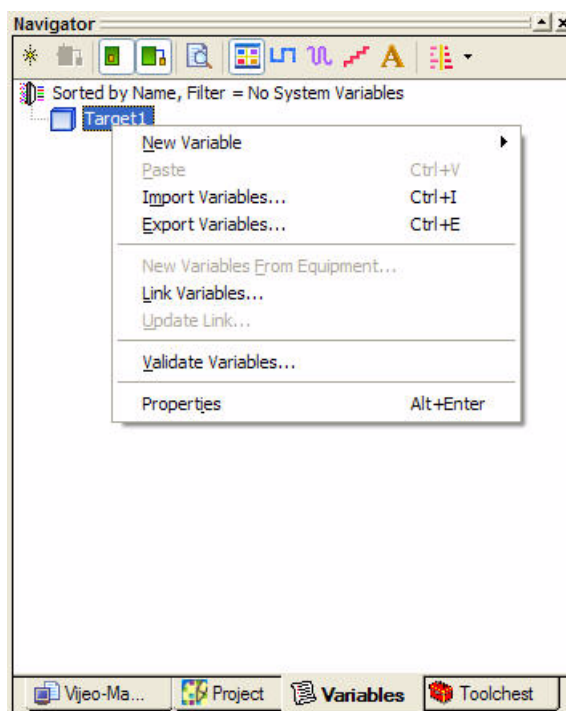 Navigator
Sorted by Name, Filter = No System Variables
Target1
New Variable
Paste Ctrl+V
Import Variables... Ctrl+I
Export Variables... Ctrl+E
New Variables From Equipment...
Link Variables...
Update Link...
Validate Variables...
Properties Alt+Enter
Vijeo-Ma... Project Variables Toolchest